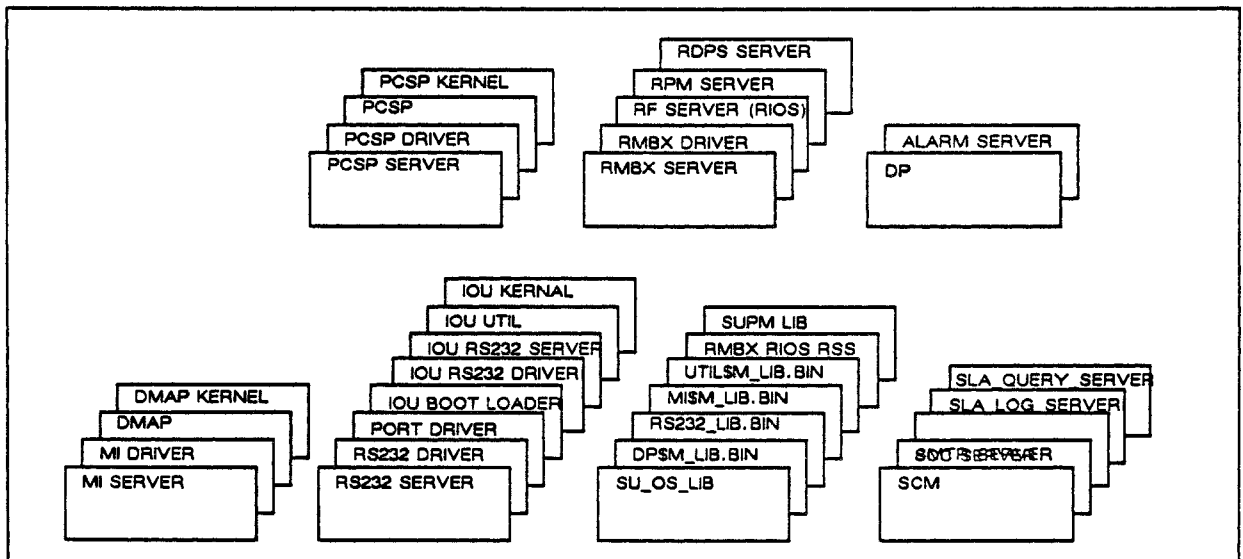 PCSP KERNEL
PCSP
PCSP DRIVER
PCSP SERVER
RDPS SERVER
RPM SERVER
RF SERVER (RIOS)
RMBX DRIVER
RMBX SERVER
ALARM SERVER
DP
DMAP KERNEL
DMAP
MI DRIVER
MI SERVER
IOU KERNAL
IOU UTIL
IOU RS232 SERVER
IOU RS232 DRIVER
IOU BOOT LOADER
PORT DRIVER
RS232 DRIVER
RS232 SERVER
SUPM LIB
RMBX RIOS RSS
UTIL$M_LIB.BIN
MI$M_LIB.BIN
RS232_LIB.BIN
DP$M_LIB.BIN
SU_OS_LIB
SLA_QUERY_SERVER
SLA_LOG_SERVER
SERVER
SCM